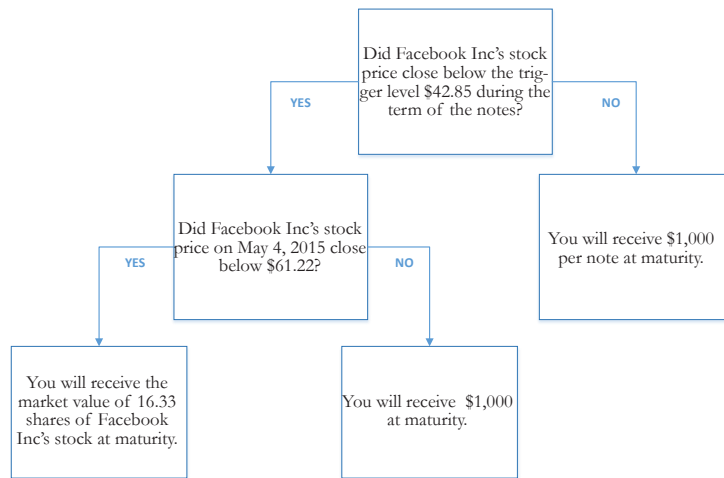 Did Facebook Inc's stock
price close below the trig-
ger level $42.85 during the
term of the notes?
YES
NO
Did Facebook Inc's stock
price on May 4, 2015 close
below $61.22?
You will receive $1,000
per note at maturity.
YES
NO
You will receive the
market value of 16.33
shares of Facebook
Inc's stock at maturity.
You will receive $1,000
at maturity.